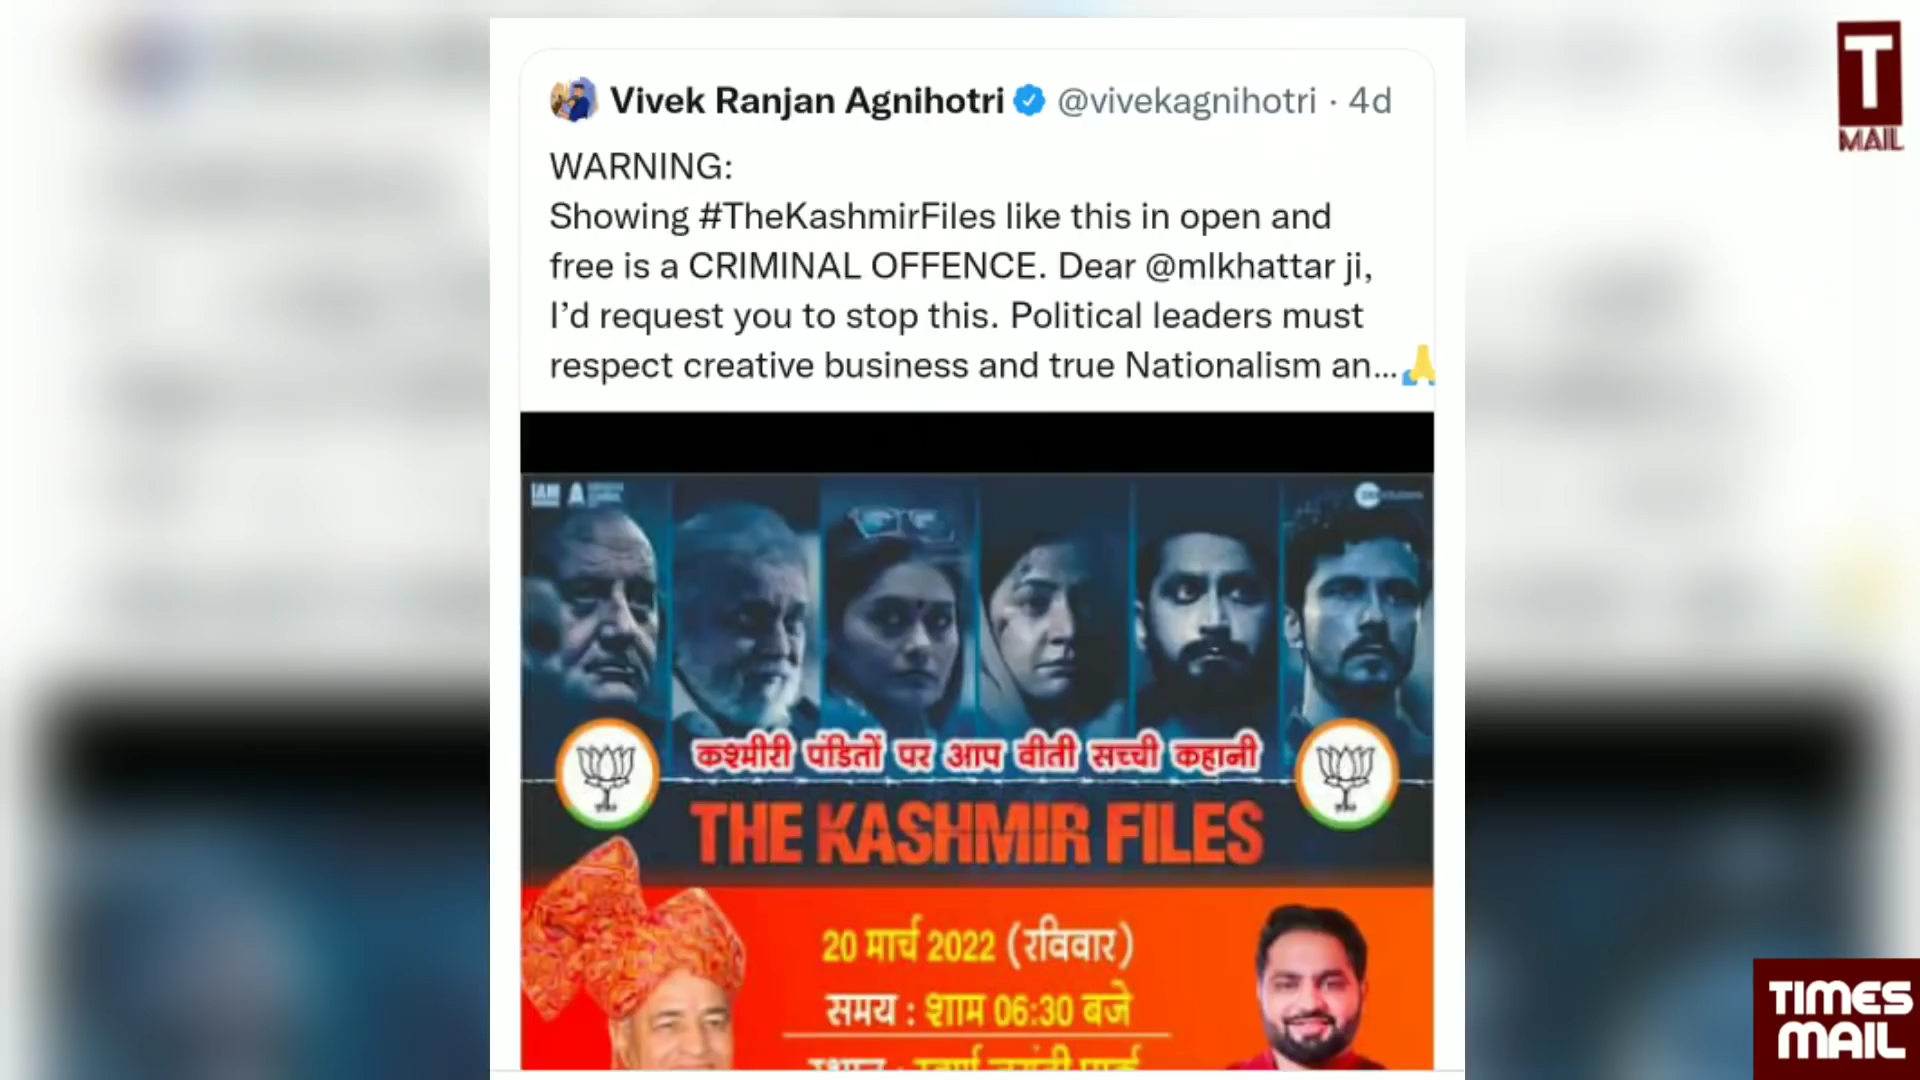 T
MAIL
Vivek Ranjan Agnihotri @vivekagnihotri · 4d
WARNING:
Showing #TheKashmirFiles like this in open and
free is a CRIMINAL OFFENCE. Dear @mlkhattar ji,
I’d request you to stop this. Political leaders must
respect creative business and true Nationalism an...🙏
कश्मीरी पंडितों पर आप बीती सच्ची कहानी
THE KASHMIR FILES
20 मार्च 2022 (रविवार)
समय : शाम 06:30 बजे
TIMES
MAIL